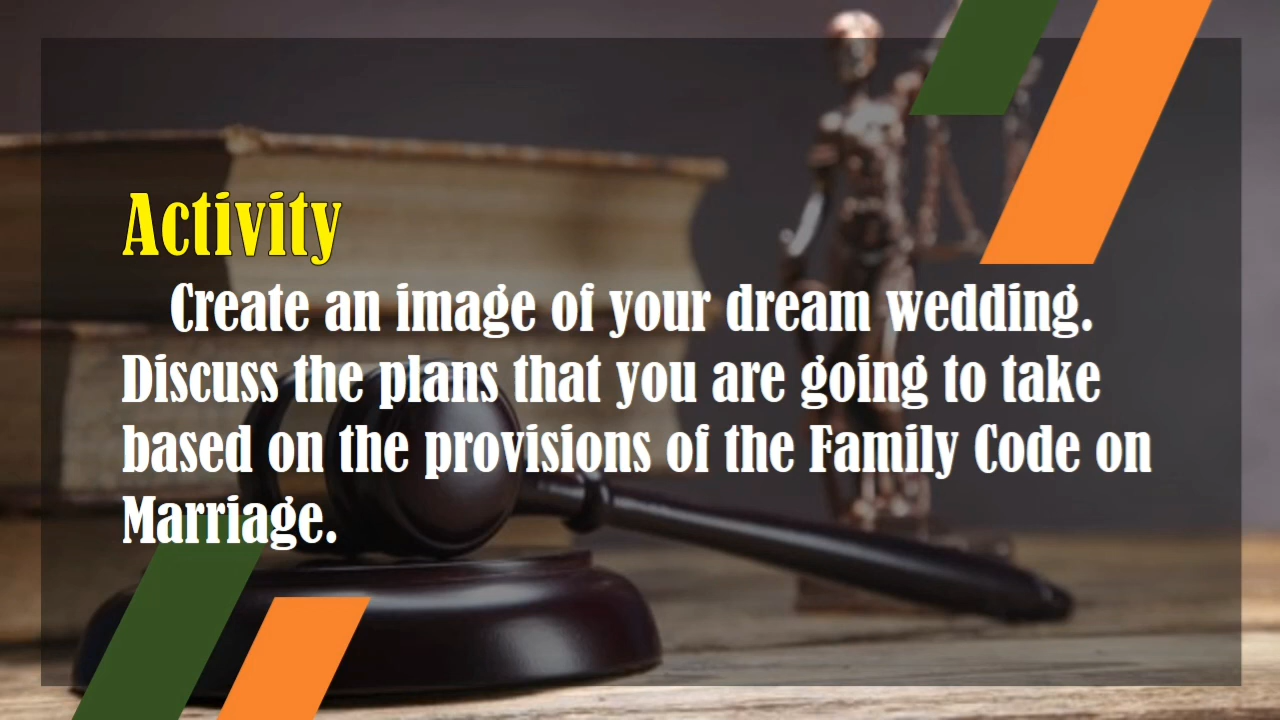 Activity
Create an image of your dream wedding.
Discuss the plans that you are going to take
based on the provisions of the Family Code on
Marriage.